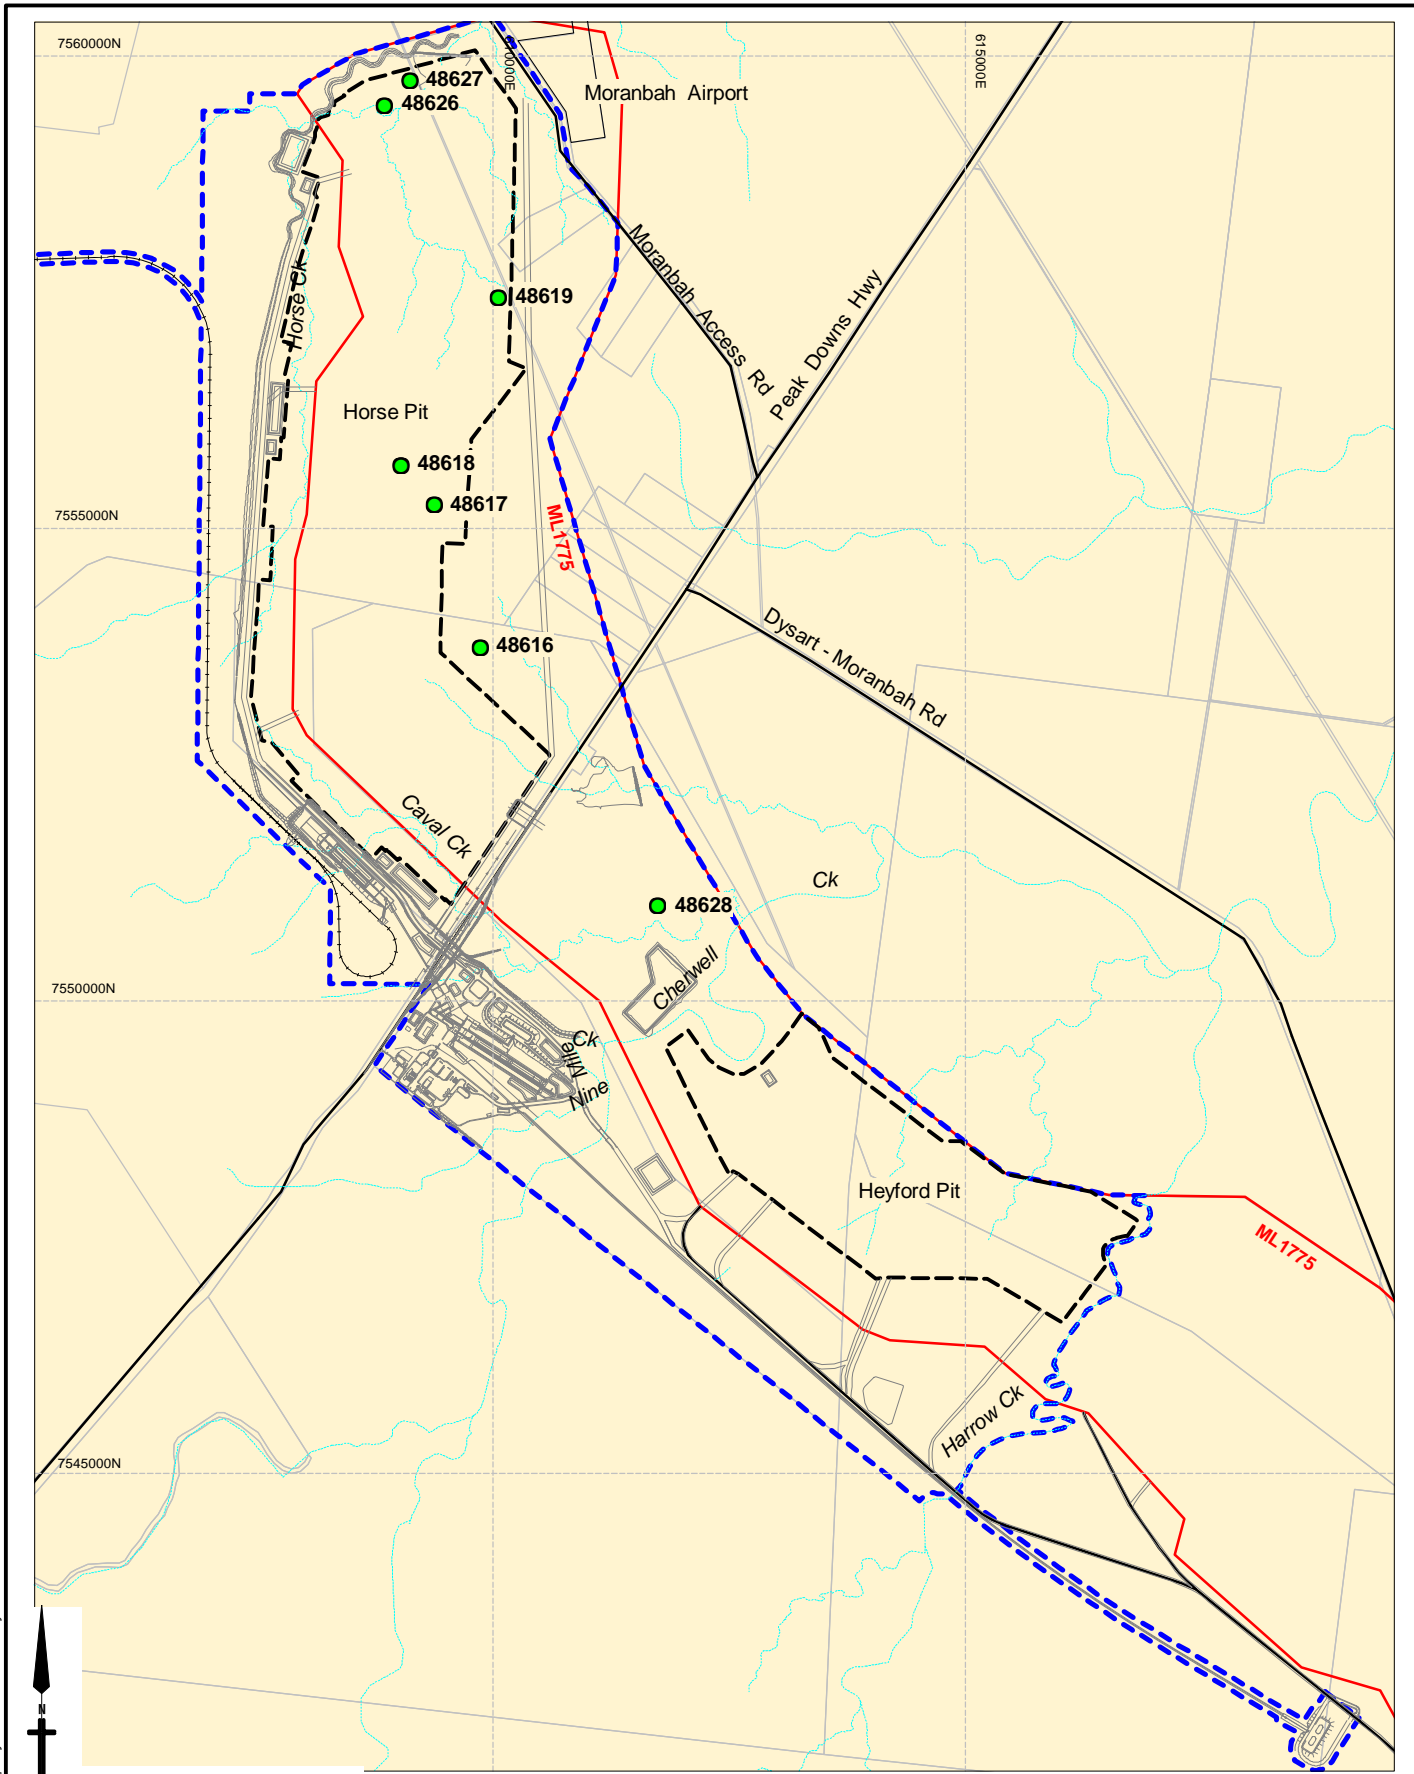 7560000N
610000E
615000E
48627
48626
Moranbah Airport
Moranbah Access Rd
Peak Downs Hwy
Horse Ck
48619
Horse Pit
48618
48617
7555000N
ML1775
48616
Dysart - Moranbah Rd
Caval Ck
Ck
48628
Cherwell
7550000N
Ck
Mile
Nine
Heyford Pit
ML1775
Harrow Ck
7545000N
N